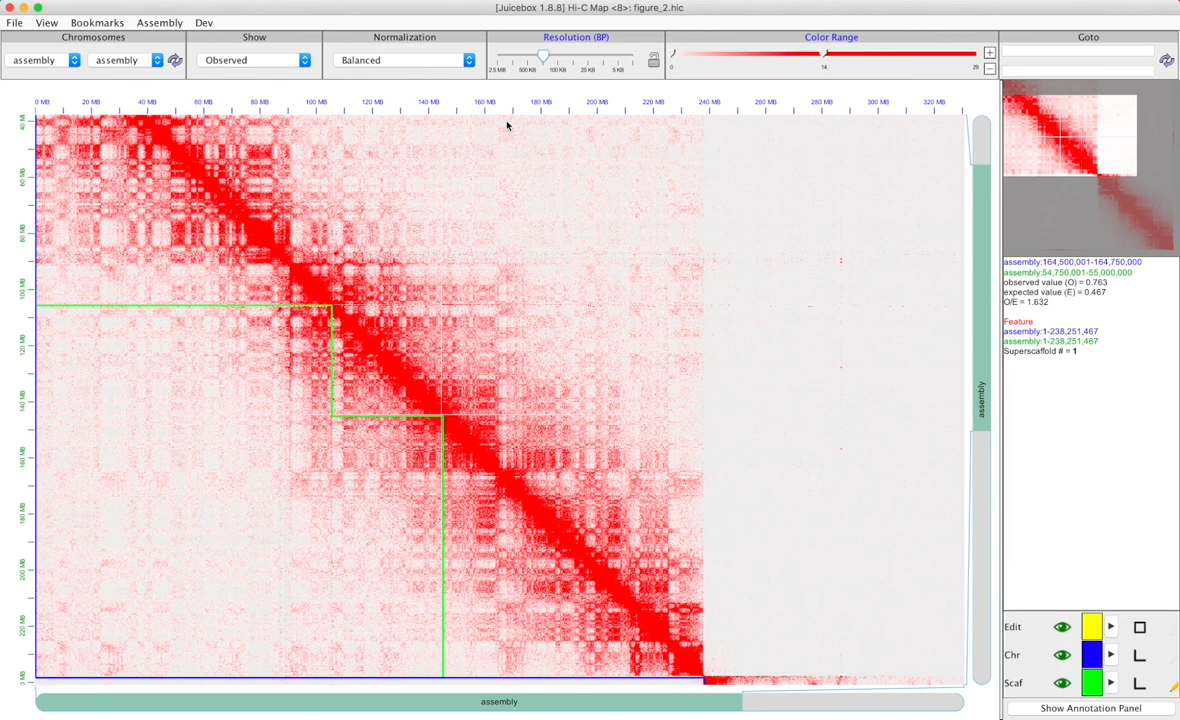 [Juicebox 1.8.8] Hi-C Map <8>: figure_2.hic
File View Bookmarks Assembly Dev
Chromosomes Show Normalization Resolution (BP) Color Range Goto
assembly assembly Observed Balanced
2.5 MB 500 KB 100 KB 25 KB 5 KB
0 14 29
0 MB 20 MB 40 MB 60 MB 80 MB 100 MB 120 MB 140 MB 160 MB 180 MB 200 MB 220 MB 240 MB 260 MB 280 MB 300 MB 320 MB
60 MB
80 MB
100 MB
120 MB
140 MB
160 MB
180 MB
200 MB
220 MB
assembly
assembly
assembly:164,500,001-164,750,000
assembly:54,750,001-55,000,000
observed value (O) = 0.763
expected value (E) = 0.467
O/E = 1.632
Feature
assembly:1-238,251,467
assembly:1-238,251,467
Superscaffold # = 1
Edit
Chr
Scaf
Show Annotation Panel